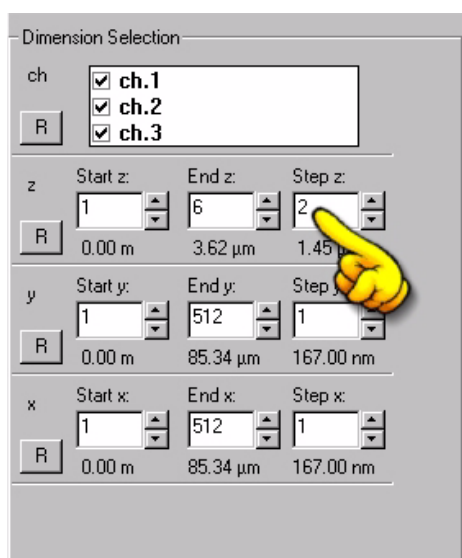 Dimension Selection
ch
ch.1
ch.2
R
ch.3
z
Start z:
End z:
Step z:
1
6
2
R
0.00 m
3.62 µm
1.45
y
Start y:
End y:
Step
1
512
1
R
0.00 m
85.34 µm
167.00 nm
x
Start x:
End x:
Step x:
1
512
1
R
0.00 m
85.34 µm
167.00 nm